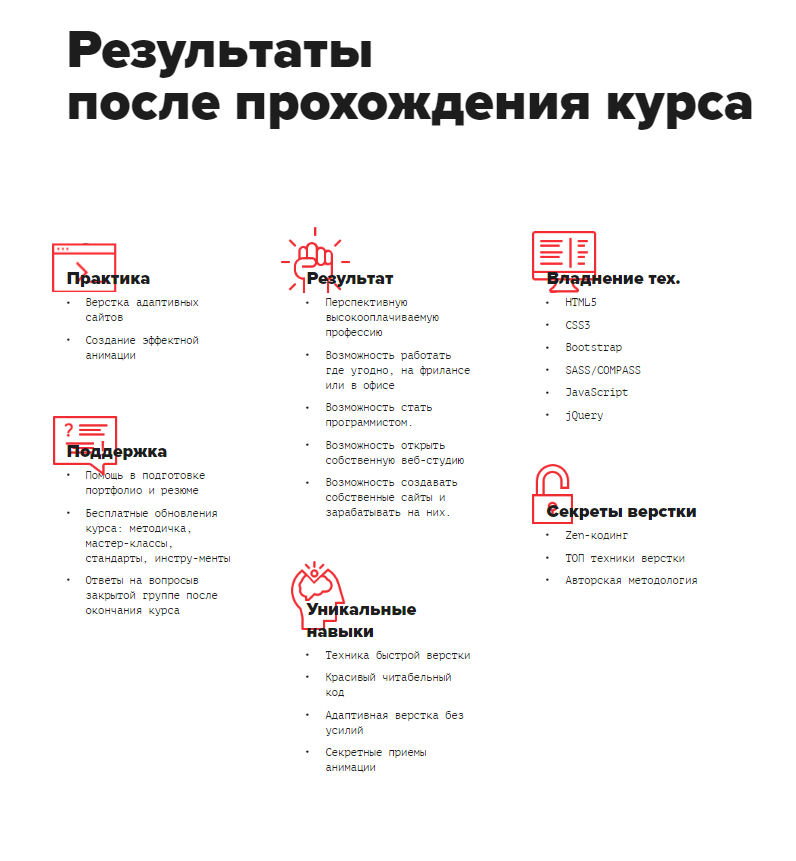 Результаты
после прохождения курса
Практика
• Верстка адаптивных
сайтов
• Создание эффектной
анимации
?
Поддержка
• Помощь в подготовке
портфолио и резюме
• Бесплатные обновления
курса: методичка,
мастер-классы,
стандарты, инстру-менты
• Ответы на вопросыв
закрытой группе после
окончания курса
Результат
• Перспективную
высокооплачиваемую
профессию
• Возможность работать
где угодно, на фрилансе
или в офисе
• Возможность стать
программистом.
• Возможность открыть
собственную веб-студию
• Возможность создавать
собственные сайты и
зарабатывать на них.
Уникальные
навыки
• Техника быстрой верстки
• Красивый читабельный
код
• Адаптивная верстка без
усилий
• Секретные приемы
анимации
Владнение тех.
• HTML5
• CSS3
• Bootstrap
• SASS/COMPASS
• JavaScript
• jQuery
Секреты верстки
• Zen-кодинг
• ТОП техники верстки
• Авторская методология